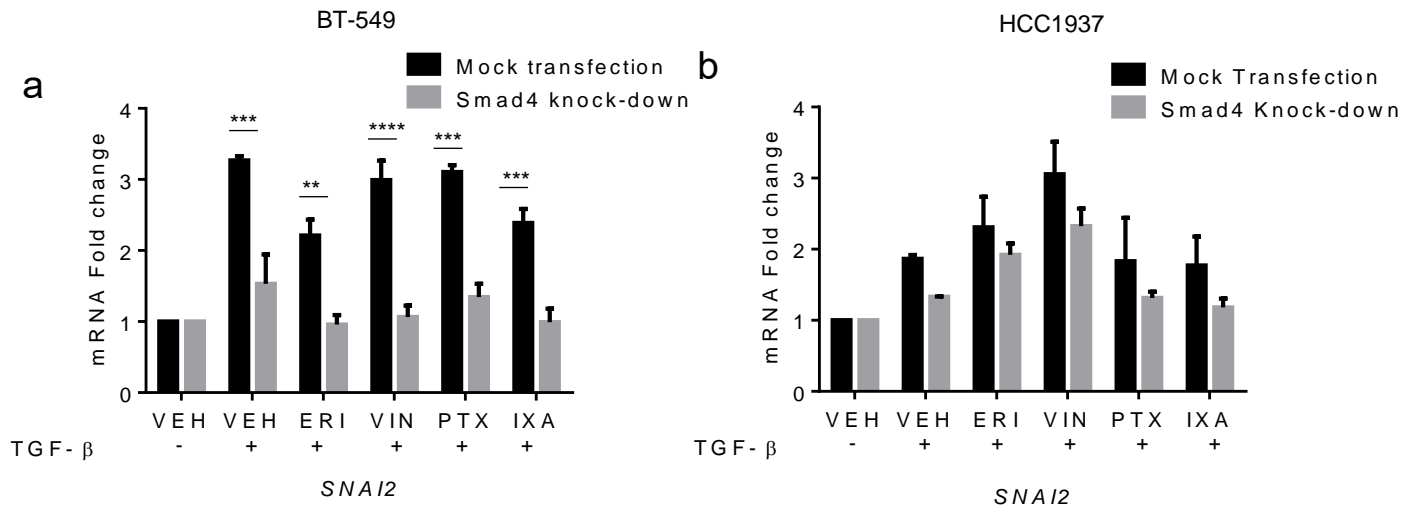 BT-549
Mock transfection
Smad4 knock-down
a
mRNA Fold change
4
3
2
1
0
*** ** **** *** ***
VEH VEH ERI VIN PTX IXA
TGF- β - + + + + +
SNAI2
HCC1937
Mock Transfection
Smad4 Knock-down
b
mRNA Fold change
4
3
2
1
0
VEH VEH ERI VIN PTX IXA
TGF- β - + + + + +
SNAI2